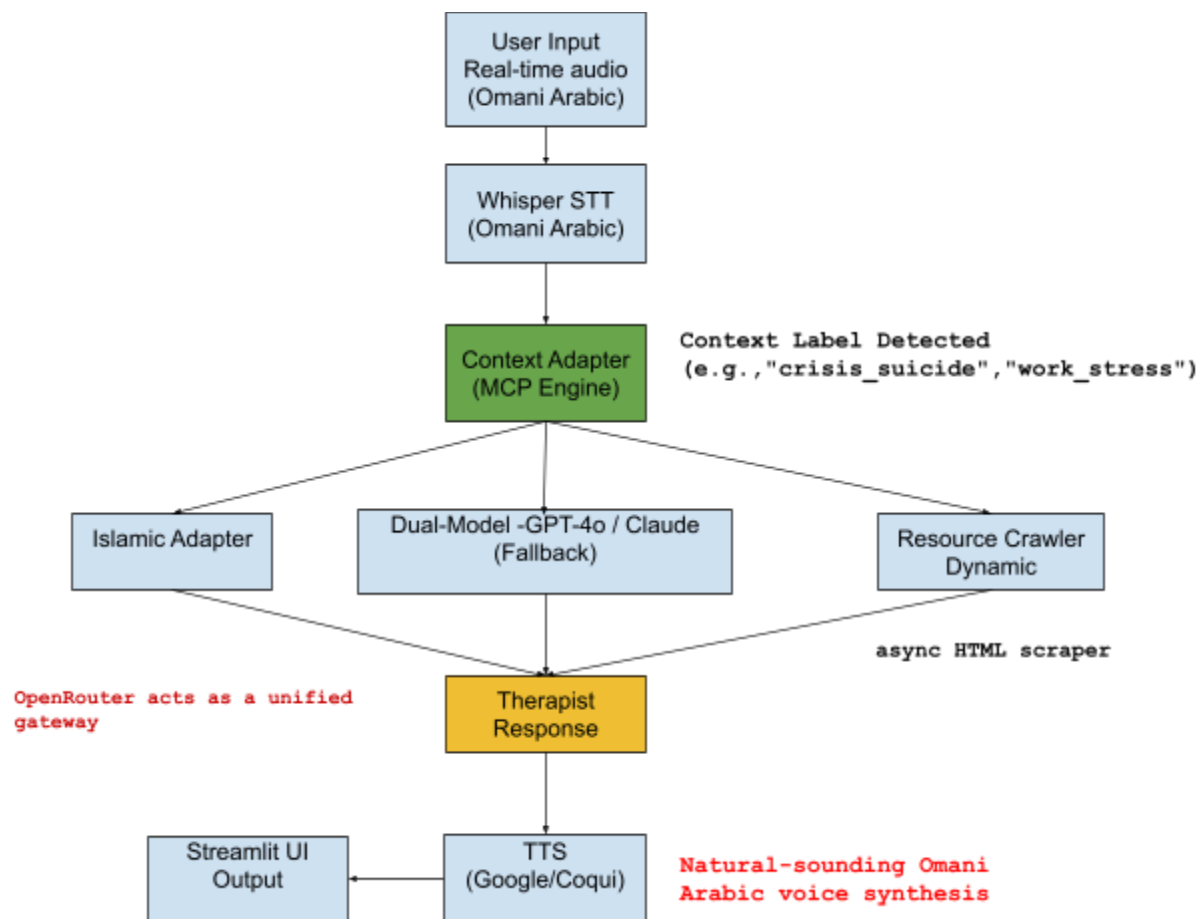 User Input
Real-time audio
(Omani Arabic)
Whisper STT
(Omani Arabic)
Context Adapter
(MCP Engine)
Context Label Detected
(e.g.,"crisis_suicide","work_stress")
Islamic Adapter
Dual-Model -GPT-4o / Claude
(Fallback)
Resource Crawler
Dynamic
async HTML scraper
OpenRouter acts as a unified
gateway
Therapist
Response
Streamlit UI
Output
TTS
(Google/Coqui)
Natural-sounding Omani
Arabic voice synthesis